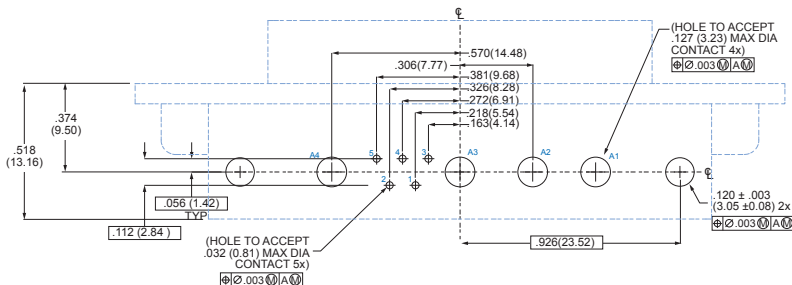 ℄
(HOLE TO ACCEPT
.127 (3.23) MAX DIA
CONTACT 4x)
⌖ Ø.003 Ⓜ A Ⓜ
.570(14.48)
.306(7.77)
.381(9.68)
.326(8.28)
.272(6.91)
.218(5.54)
.163(4.14)
.374
(9.50)
.518
(13.16)
A4
5
4
3
A3
A2
A1
℄
2
1
.056 (1.42)
TYP
.112 (2.84 )
.120 ± .003
(3.05 ±0.08) 2x
⌖ Ø.003 Ⓜ A Ⓜ
.926(23.52)
(HOLE TO ACCEPT
.032 (0.81) MAX DIA
CONTACT 5x)
⌖ Ø.003 Ⓜ A Ⓜ